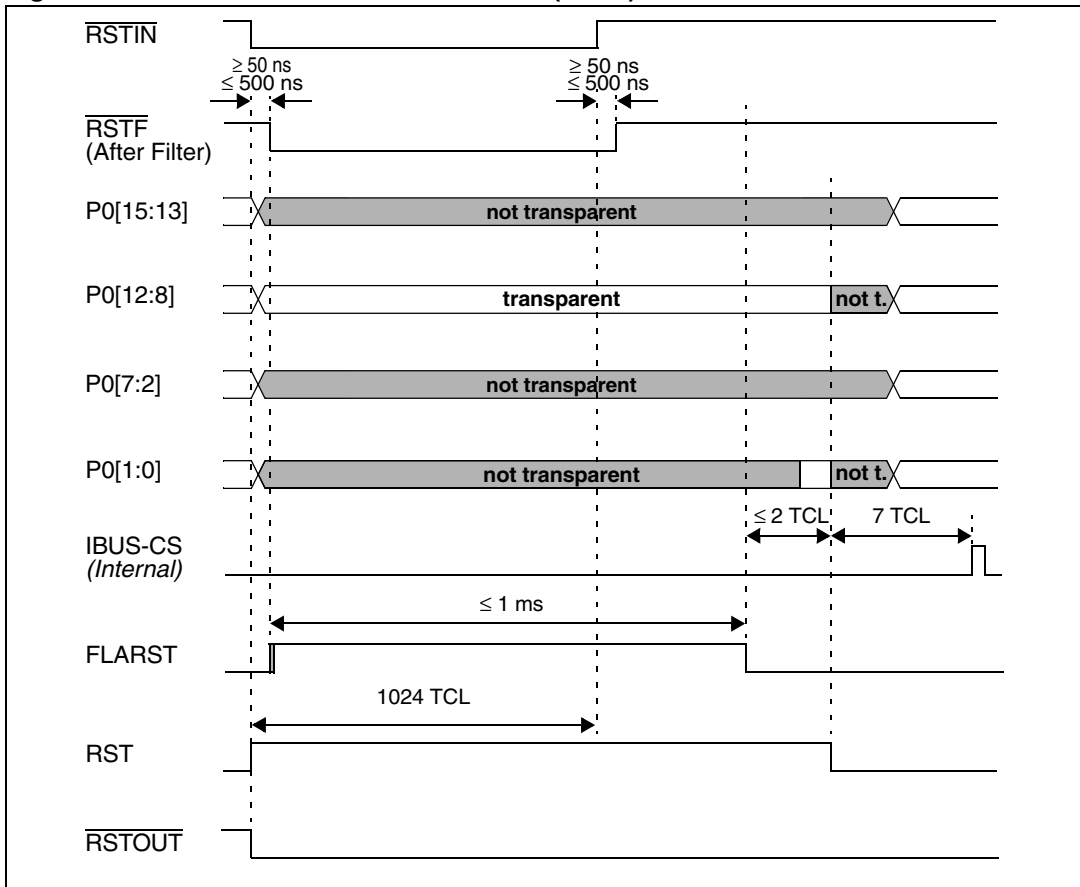 RSTIN
≥ 50 ns
≤ 500 ns
≥ 50 ns
≤ 500 ns
RSTF
(After Filter)
P0[15:13]
not transparent
P0[12:8]
transparent
not t.
P0[7:2]
not transparent
P0[1:0]
not transparent
not t.
≤ 2 TCL
7 TCL
IBUS-CS
(Internal)
≤ 1 ms
FLARST
1024 TCL
RST
RSTOUT